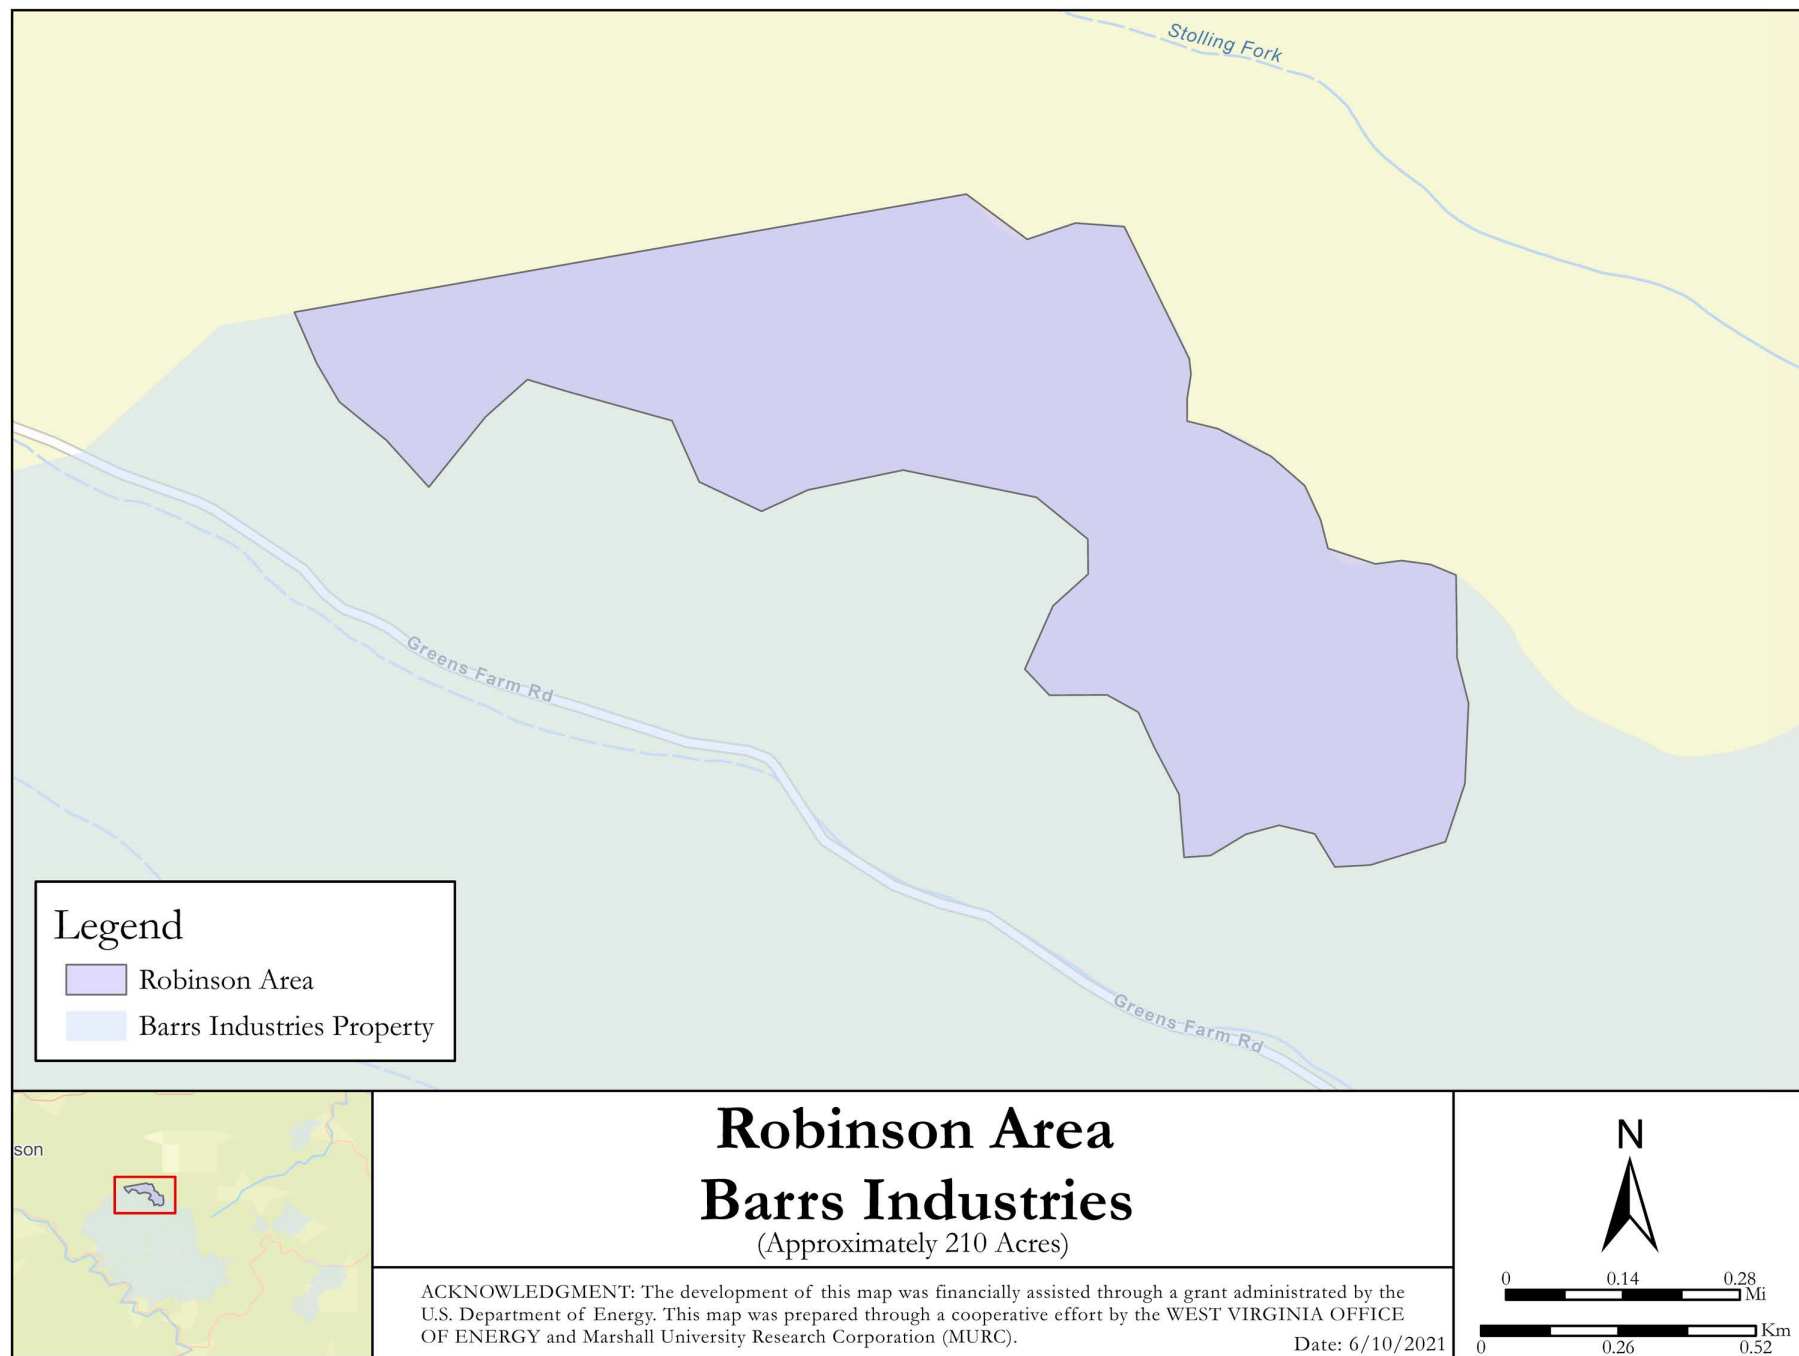 Stolling Fork
Greens Farm Rd
Greens Farm Rd
Legend
Robinson Area
Barrs Industries Property
son
Robinson Area
Barrs Industries
(Approximately 210 Acres)
ACKNOWLEDGMENT: The development of this map was financially assisted through a grant administrated by the
U.S. Department of Energy. This map was prepared through a cooperative effort by the WEST VIRGINIA OFFICE
OF ENERGY and Marshall University Research Corporation (MURC).
Date: 6/10/2021
N
0 0.14 0.28
Mi
Km
0 0.26 0.52